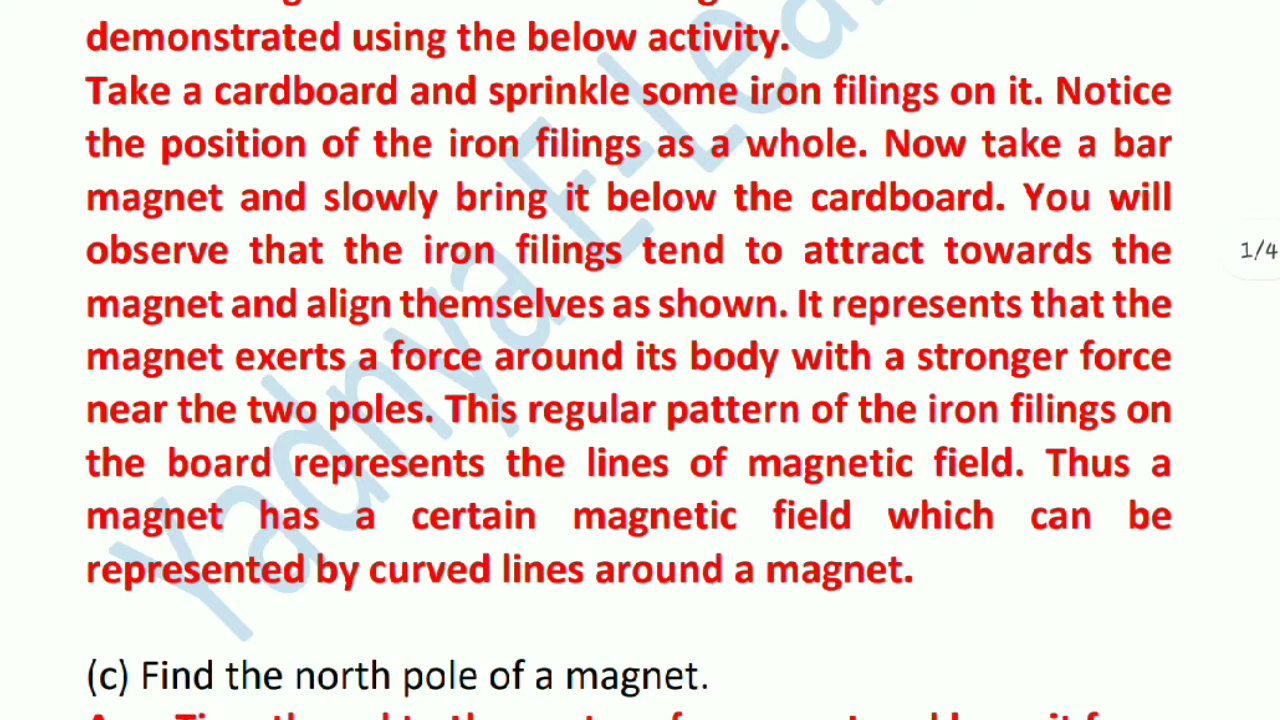 demonstrated using the below activity.
Take a cardboard and sprinkle some iron filings on it. Notice
the position of the iron filings as a whole. Now take a bar
magnet and slowly bring it below the cardboard. You will
observe that the iron filings tend to attract towards the
magnet and align themselves as shown. It represents that the
magnet exerts a force around its body with a stronger force
near the two poles. This regular pattern of the iron filings on
the board represents the lines of magnetic field. Thus a
magnet has a certain magnetic field which can be
represented by curved lines around a magnet.
(c) Find the north pole of a magnet.
1/4
Yadnya E-Lea